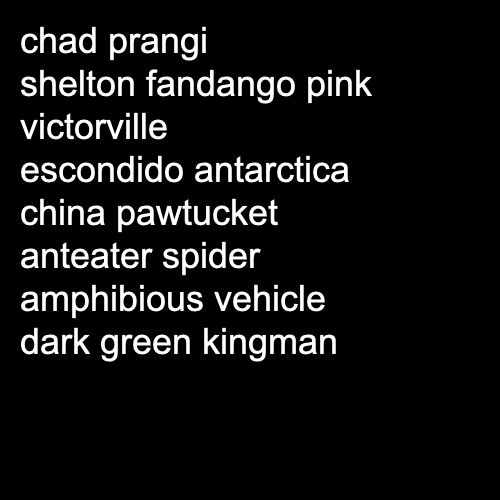 chad prangi
shelton fandango pink
victorville
escondido antarctica
china pawtucket
anteater spider
amphibious vehicle
dark green kingman